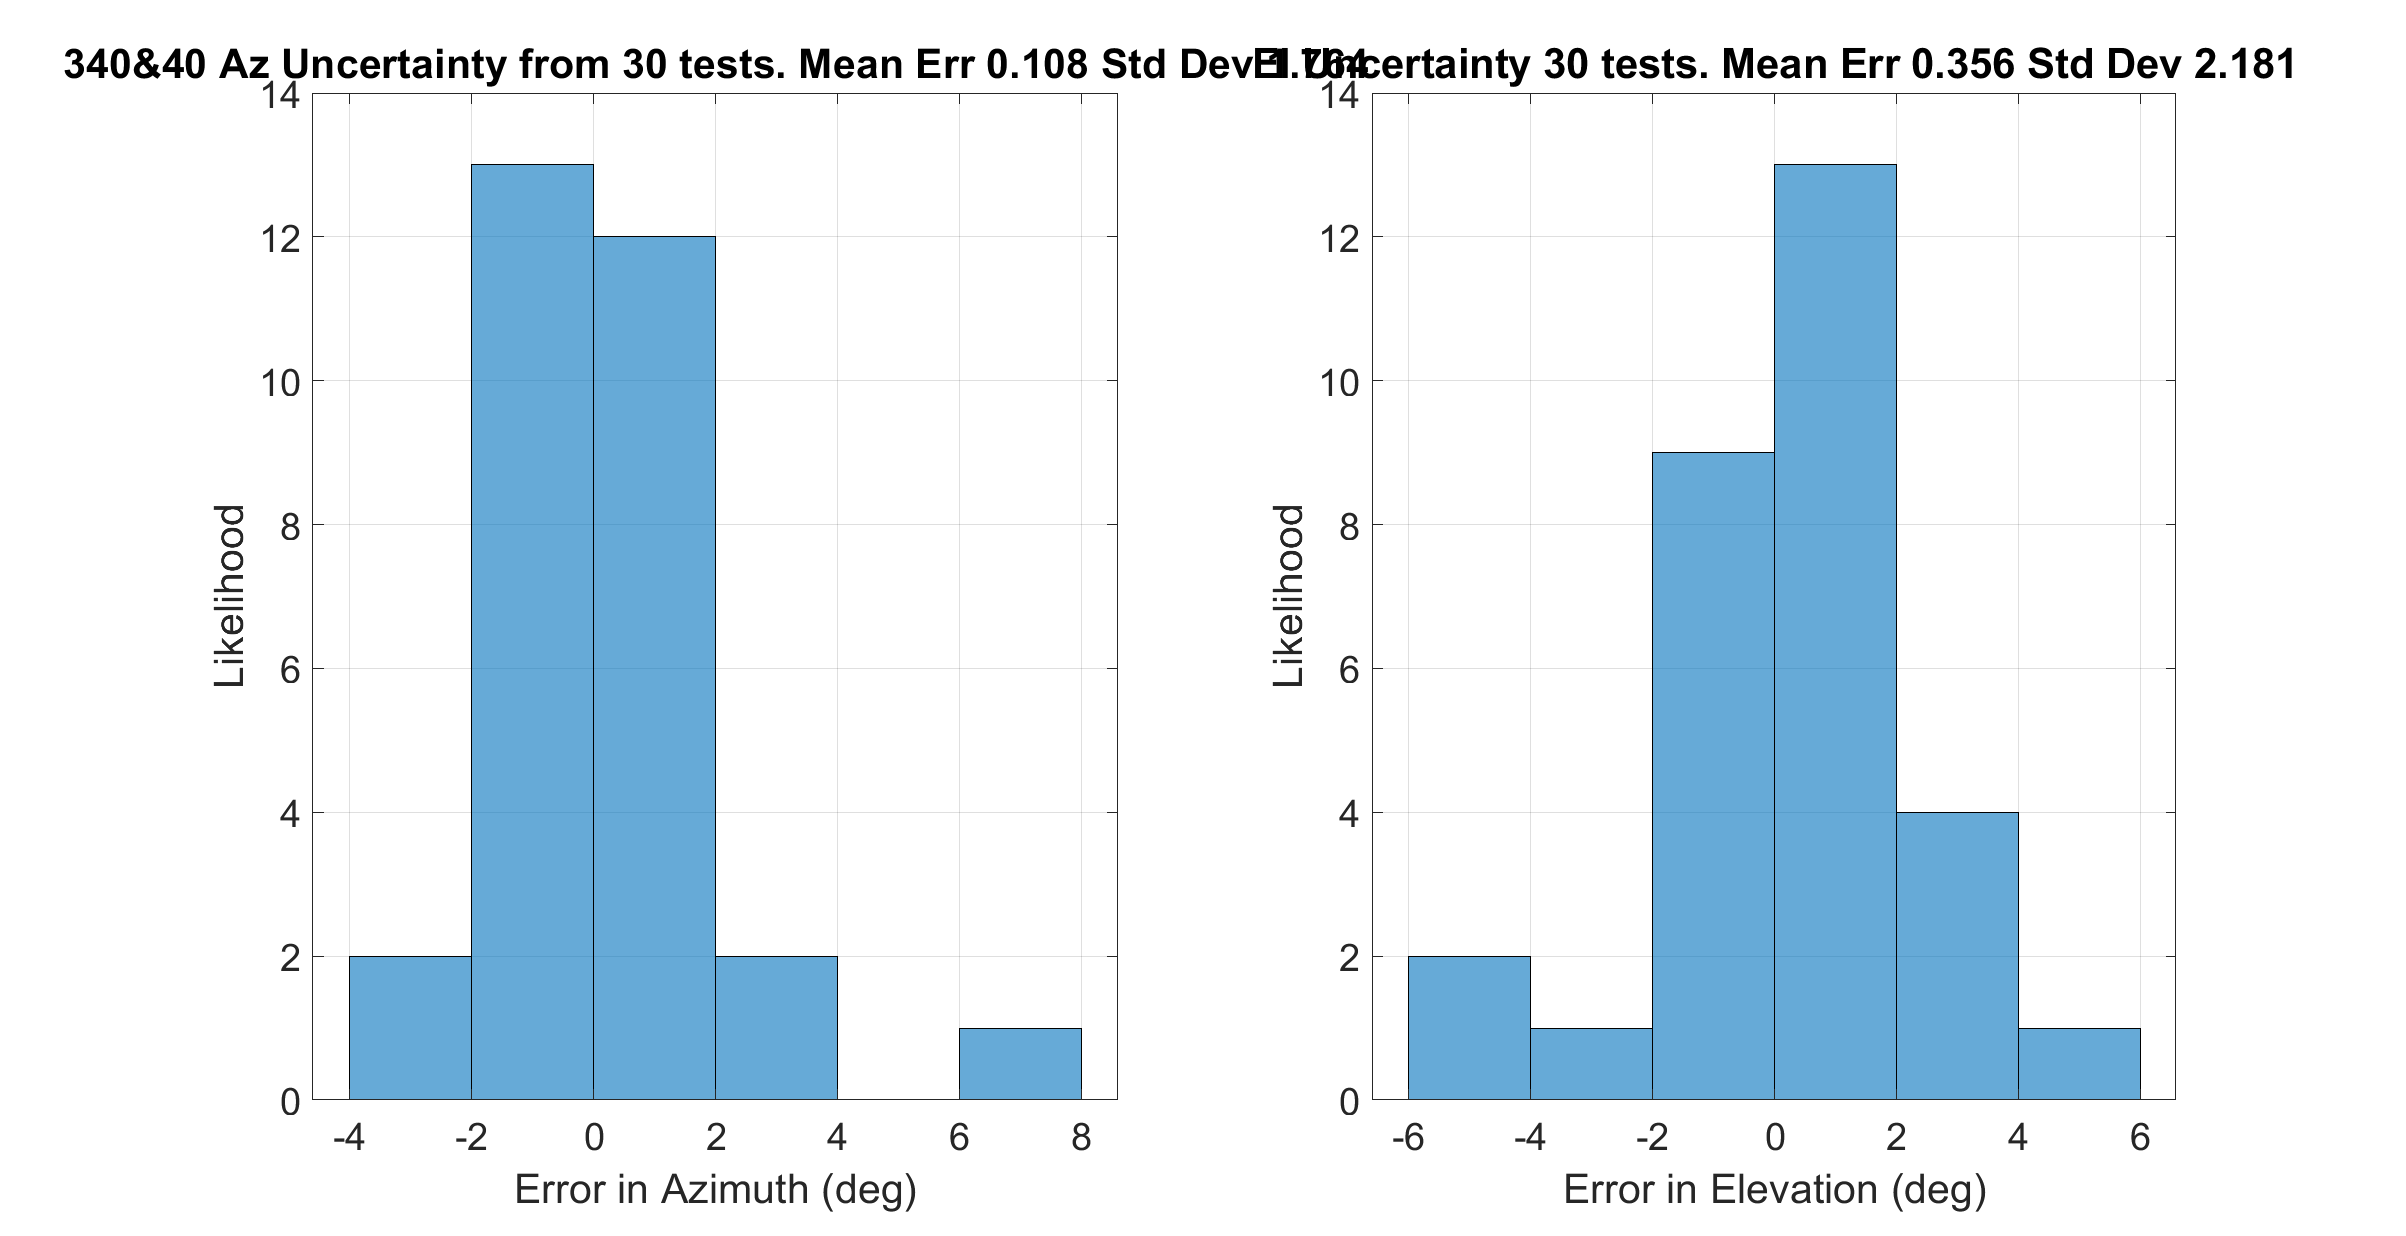 340&40 Az Uncertainty from 30 tests. Mean Err 0.108 Std Dev 1.764
El Uncertainty 30 tests. Mean Err 0.356 Std Dev 2.181
14
12
10
8
6
4
2
0
Likelihood
-4 -2 0 2 4 6 8
Error in Azimuth (deg)
14
12
10
8
6
4
2
0
Likelihood
-6 -4 -2 0 2 4 6
Error in Elevation (deg)